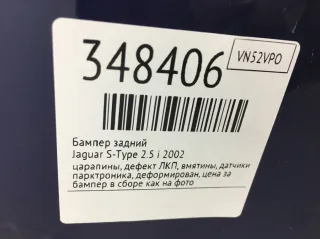 348406
VN52VPO
Бампер задний
Jaguar S-Type 2.5 i 2002
царапины, дефект ЛКП, вмятины, датчики
парктроника, деформирован, цена за
бампер в сборе как на фото